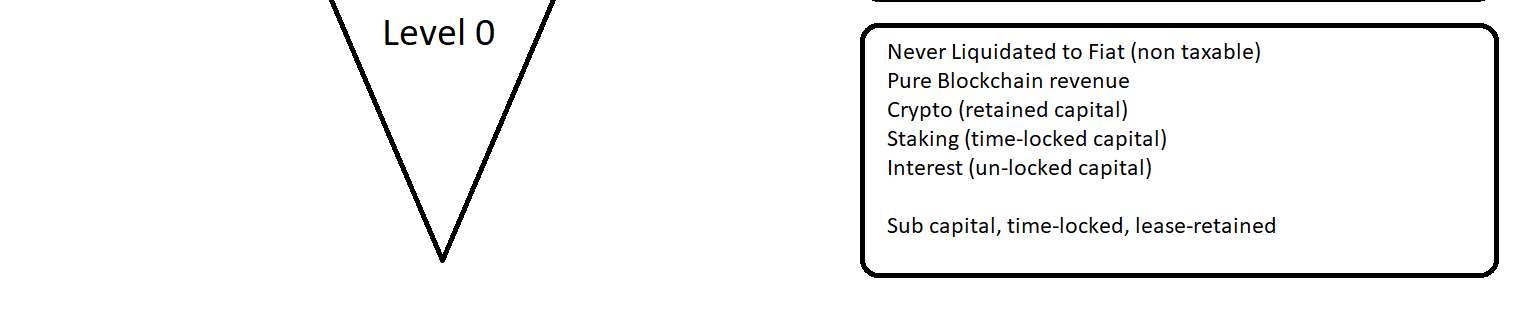 Level 0
Never Liquidated to Fiat (non taxable)
Pure Blockchain revenue
Crypto (retained capital)
Staking (time-locked capital)
Interest (un-locked capital)
Sub capital, time-locked, lease-retained